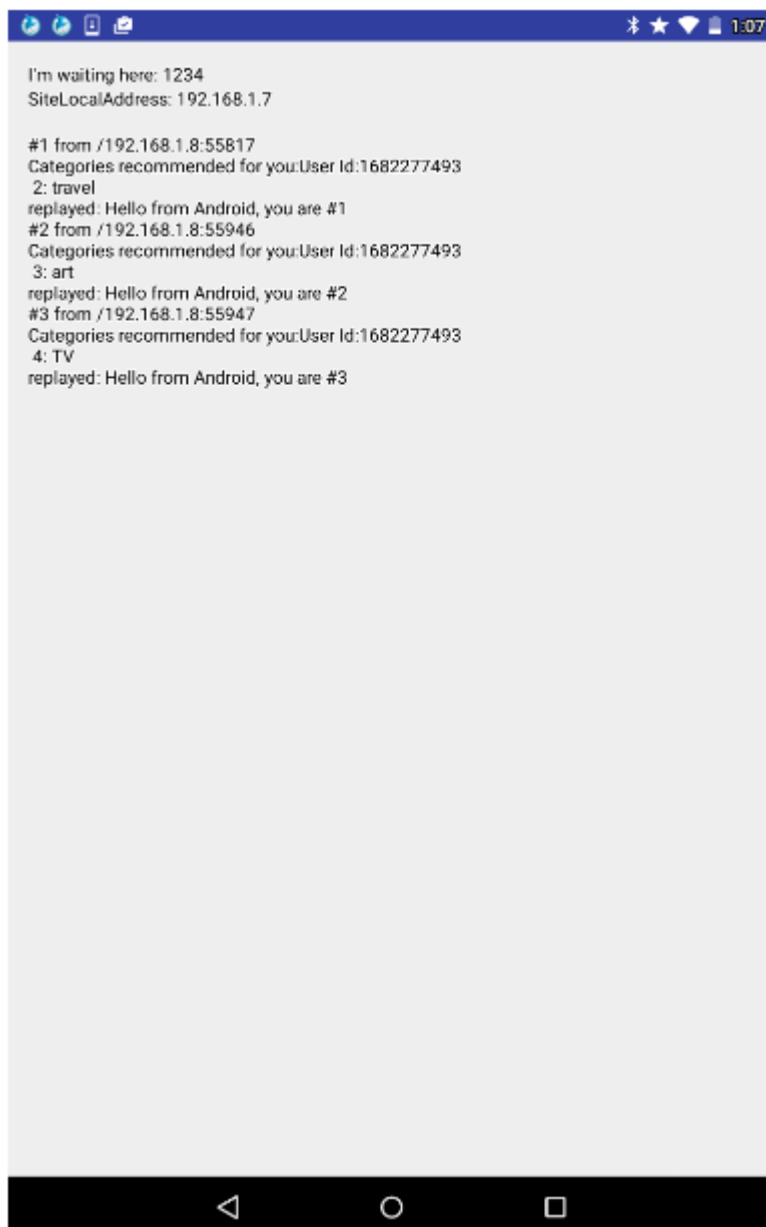 1:07
I'm waiting here: 1234
SiteLocalAddress: 192.168.1.7
#1 from /192.168.1.8:55817
Categories recommended for you:User Id:1682277493
2: travel
replayed: Hello from Android, you are #1
#2 from /192.168.1.8:55946
Categories recommended for you:User Id:1682277493
3: art
replayed: Hello from Android, you are #2
#3 from /192.168.1.8:55947
Categories recommended for you:User Id:1682277493
4: TV
replayed: Hello from Android, you are #3